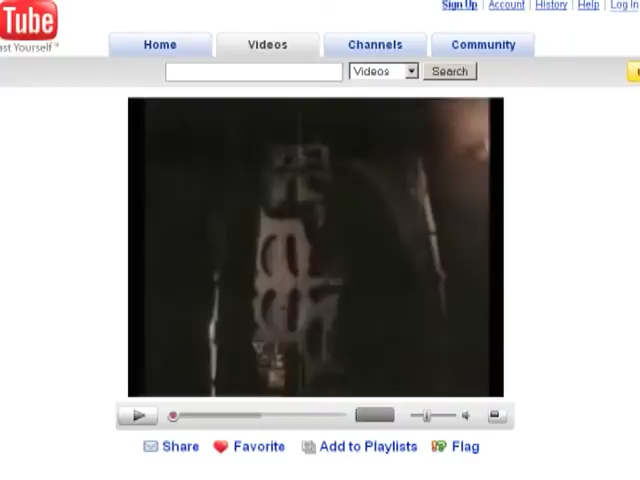 Tube
ast Yourself™
Sign Up | Account | History | Help | Log In
Home
Videos
Channels
Community
Videos
Search
Share
Favorite
Add to Playlists
Flag